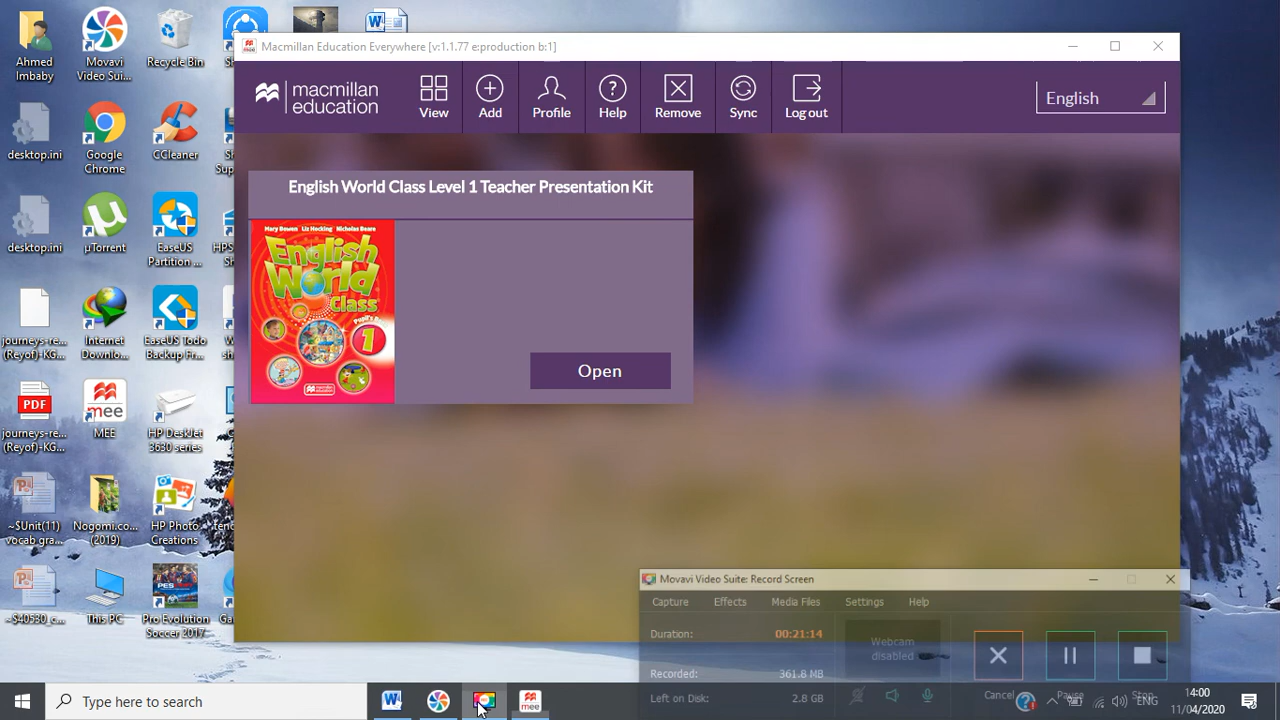 Ahmed
Imbaby
Movavi
Video Sui...
Recycle Bin
desktop.ini
Google
Chrome
CCleaner
desktop.ini
µTorrent
EaseUS
Partition ...
journeys-re...
(Reyof)-KG...
Internet
Downlo...
EaseUS Todo
Backup Fr...
PDF
journeys-re...
(Reyof)-KG...
mee
MEE
HP DeskJet
3630 series
~$Unit(11)
vocab gra...
Nogomi.co...
(2019)
HP Photo
Creations
~$40530_c...
This PC
Pro Evolution
Soccer 2017
Macmillan Education Everywhere [v:1.1.77 e:production b:1]
macmillan
education
View
Add
Profile
Help
Remove
Sync
Log out
English
English World Class Level 1 Teacher Presentation Kit
Mary Bowen Liz Hocking Nicholas Beare
English
World
Class
1
macmillan
education
Open
Movavi Video Suite: Record Screen
Capture
Effects
Media Files
Settings
Help
Duration:
00:21:14
Webcam
disabled
Recorded:
361.8 MB
Left on Disk:
2.8 GB
Cancel
Pause
Stop
Type here to search
mee
ENG
14:00
11/04/2020